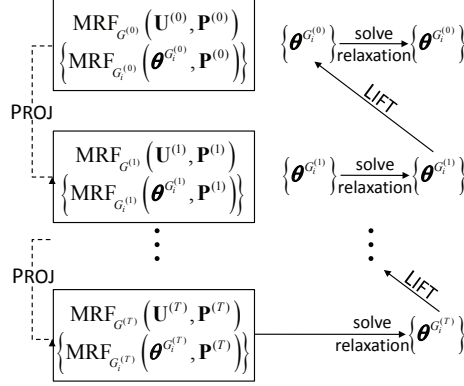 MRF_{G^{(0)}}(U^{(0)}, P^{(0)})
{MRF_{G_i^{(0)}}(θ^{G_i^{(0)}}, P^{(0)})}
{θ^{G_i^{(0)}}} solve relaxation {θ^{G_i^{(0)}}}
PROJ
LIFT
MRF_{G^{(1)}}(U^{(1)}, P^{(1)})
{MRF_{G_i^{(1)}}(θ^{G_i^{(1)}}, P^{(1)})}
{θ^{G_i^{(1)}}} solve relaxation {θ^{G_i^{(1)}}}
PROJ
LIFT
MRF_{G^{(T)}}(U^{(T)}, P^{(T)})
{MRF_{G_i^{(T)}}(θ^{G_i^{(T)}}, P^{(T)})}
solve relaxation {θ^{G_i^{(T)}}}